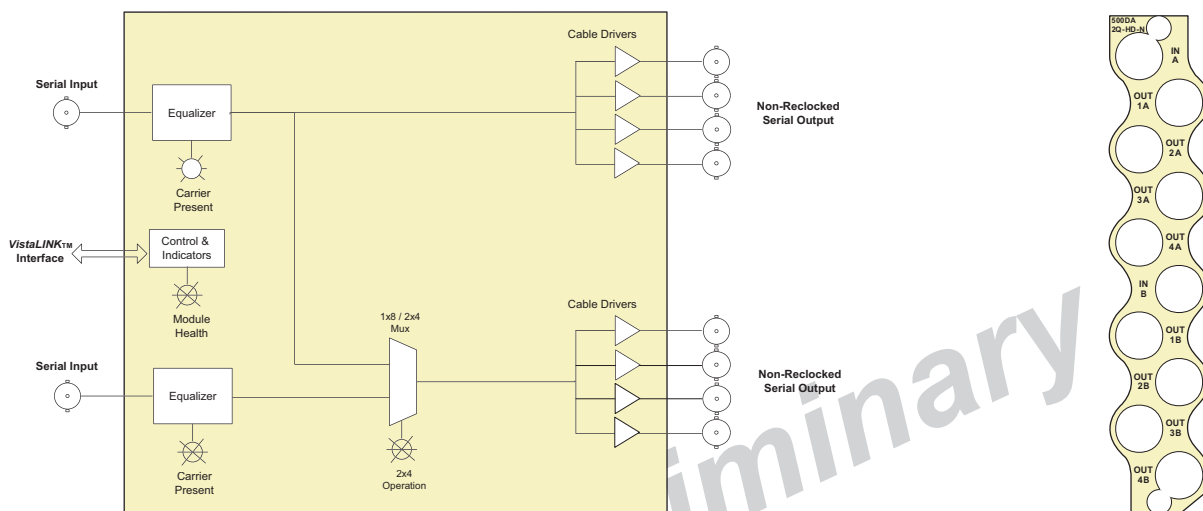 Cable Drivers
Serial Input
Equalizer
Non-Reclocked
Serial Output
Carrier
Present
VistaLINK™
Interface
Control &
Indicators
Module
Health
1x8 / 2x4
Mux
Cable Drivers
Serial Input
Equalizer
Non-Reclocked
Serial Output
Carrier
Present
2x4
Operation
iminary
500DA
2Q-HD-N
IN
A
OUT
1A
OUT
2A
OUT
3A
OUT
4A
IN
B
OUT
1B
OUT
2B
OUT
3B
OUT
4B